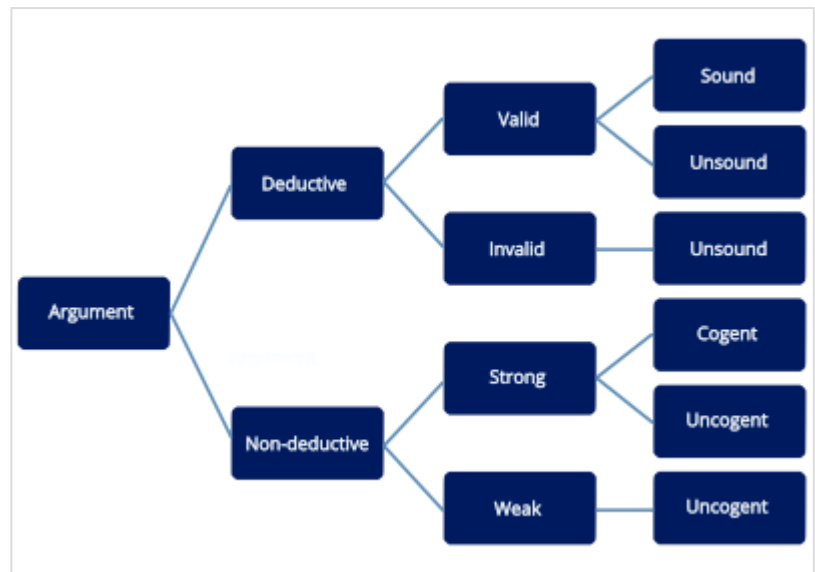 Sound
Valid
Unsound
Deductive
Invalid
Unsound
Argument
Cogent
Strong
Uncogent
Non-deductive
Weak
Uncogent